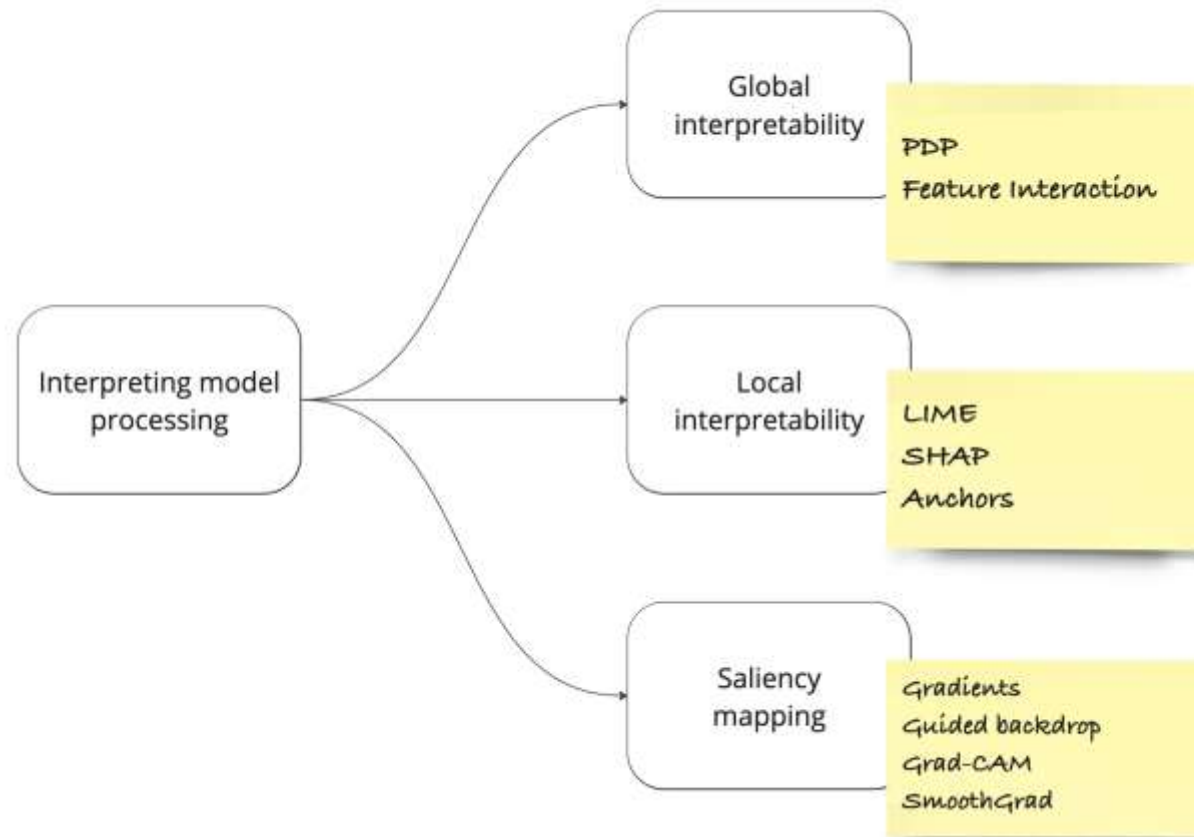 Global
interpretability
PDP
Feature Interaction
Interpreting model
processing
Local
interpretability
LIME
SHAP
Anchors
Saliency
mapping
Gradients
Guided backdrop
Grad-CAM
SmoothGrad